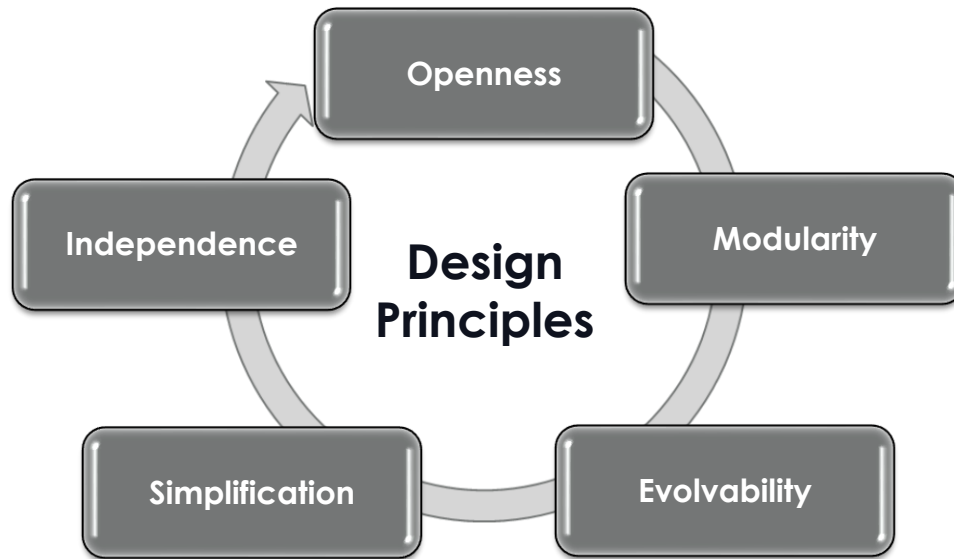 Openness
Modularity
Independence
Design
Principles
Simplification
Evolvability